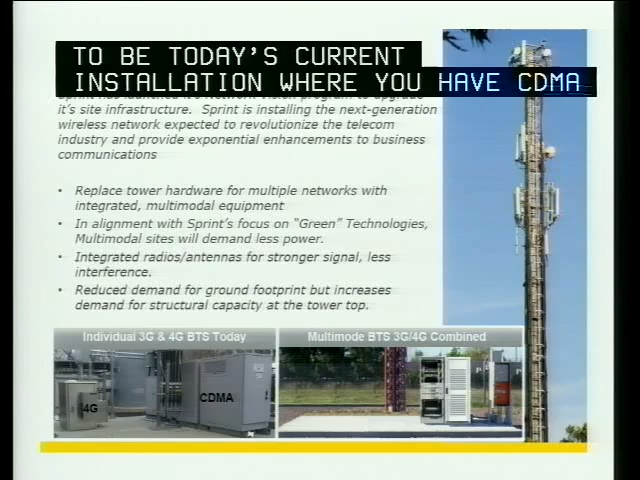 TO BE TODAY'S CURRENT
INSTALLATION WHERE YOU HAVE CDMA
it's site infrastructure. Sprint is installing the next-generation
wireless network expected to revolutionize the telecom
industry and provide exponential enhancements to business
communications
• Replace tower hardware for multiple networks with
integrated, multimodal equipment
• In alignment with Sprint's focus on "Green" Technologies,
Multimodal sites will demand less power.
• Integrated radios/antennas for stronger signal, less
interference.
• Reduced demand for ground footprint but increases
demand for structural capacity at the tower top.
Individual 3G & 4G BTS Today
Multimode BTS 3G/4G Combined
4G
CDMA